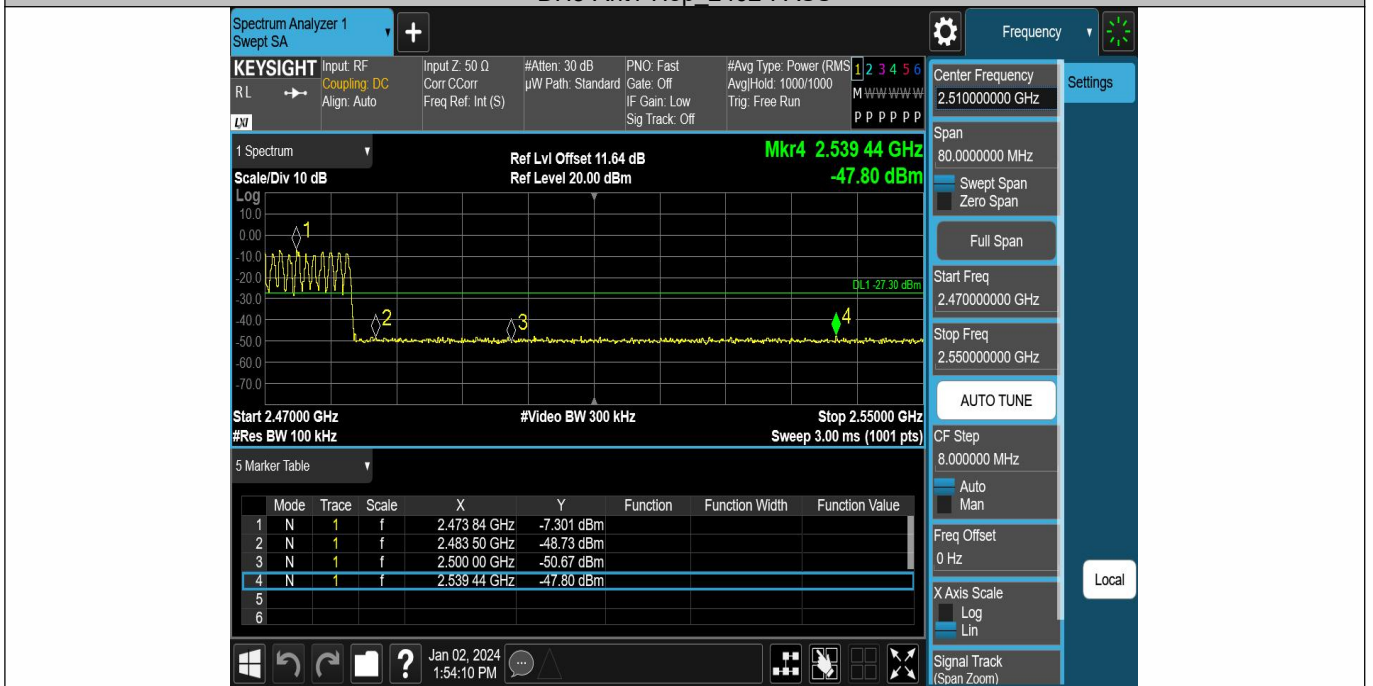 Spectrum Analyzer 1
Swept SA
Frequency
KEYSIGHT
RL
LXI
Input: RF
Coupling: DC
Align: Auto
Input Z: 50 Ω
Corr CCorr
Freq Ref: Int (S)
#Atten: 30 dB
µW Path: Standard
PNO: Fast
Gate: Off
IF Gain: Low
Sig Track: Off
#Avg Type: Power (RMS
Avg|Hold: 1000/1000
Trig: Free Run
1 2 3 4 5 6
M W W W W W
P P P P P P
1 Spectrum
Scale/Div 10 dB
Ref Lvl Offset 11.64 dB
Ref Level 20.00 dBm
Mkr4 2.539 44 GHz
-47.80 dBm
Log
10.0
0.00
-10.0
-20.0
-30.0
-40.0
-50.0
-60.0
-70.0
1
2
3
4
DL1 -27.30 dBm
Start 2.47000 GHz
#Res BW 100 kHz
#Video BW 300 kHz
Stop 2.55000 GHz
Sweep 3.00 ms (1001 pts)
5 Marker Table
Mode Trace Scale X Y Function Function Width Function Value
1 N 1 f 2.473 84 GHz -7.301 dBm
2 N 1 f 2.483 50 GHz -48.73 dBm
3 N 1 f 2.500 00 GHz -50.67 dBm
4 N 1 f 2.539 44 GHz -47.80 dBm
5
6
?
Jan 02, 2024
1:54:10 PM
Center Frequency
2.510000000 GHz
Span
80.0000000 MHz
Swept Span
Zero Span
Full Span
Start Freq
2.470000000 GHz
Stop Freq
2.550000000 GHz
AUTO TUNE
CF Step
8.000000 MHz
Auto
Man
Freq Offset
0 Hz
X Axis Scale
Log
Lin
Signal Track
(Span Zoom)
Settings
Local